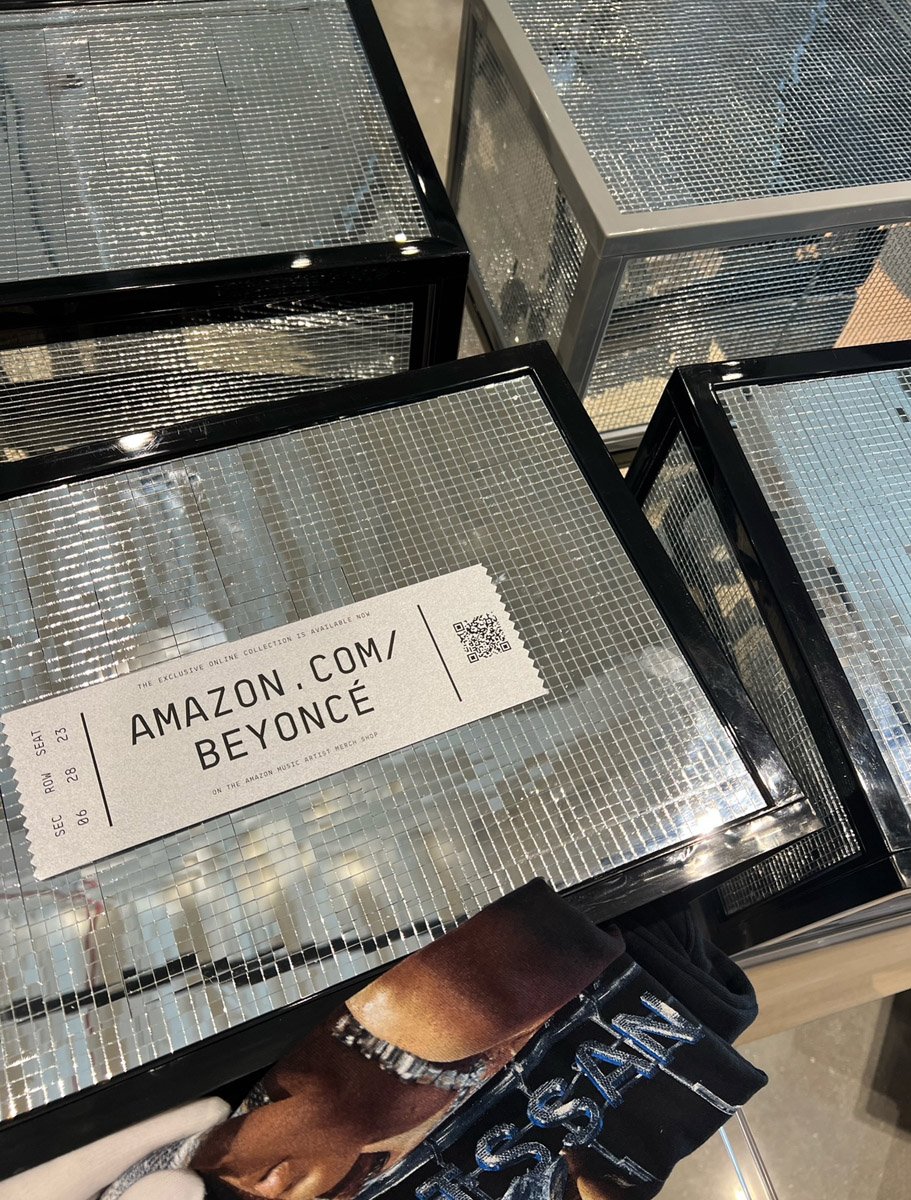 THE EXCLUSIVE ONLINE COLLECTION IS AVAILABLE NOW
AMAZON.COM/
BEYONCÉ
ON THE AMAZON MUSIC ARTIST MERCH SHOP
SEC ROW SEAT
06 28 23
SSAN